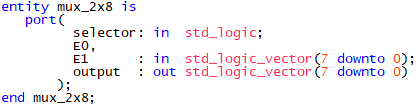 entity mux_2x8 is
port(
selector: in std_logic;
E0,
E1 : in std_logic_vector(7 downto 0);
output : out std_logic_vector(7 downto 0)
);
end mux_2x8;